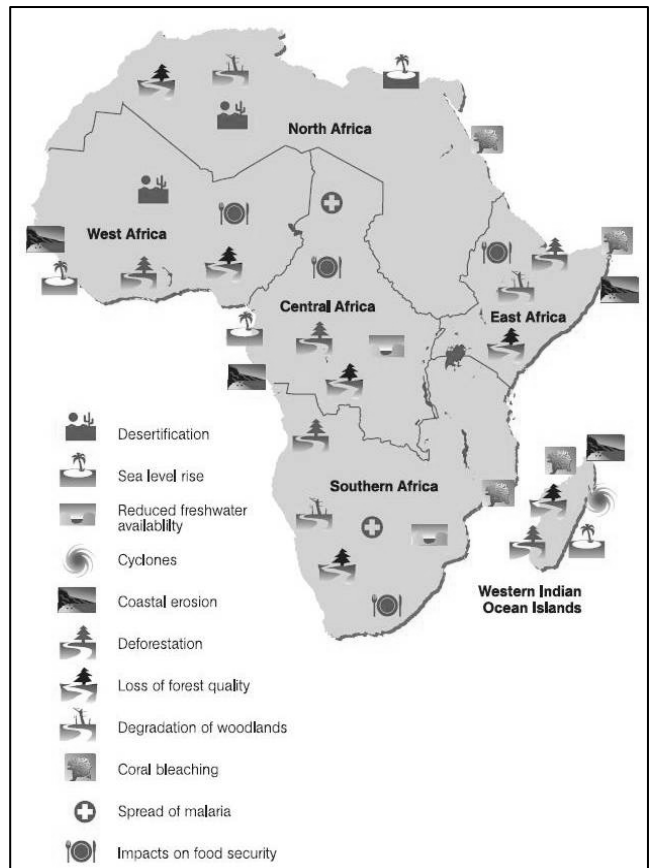 North Africa
West Africa
Central Africa
East Africa
Southern Africa
Western Indian
Ocean Islands
Desertification
Sea level rise
Reduced freshwater
availablilty
Cyclones
Coastal erosion
Deforestation
Loss of forest quality
Degradation of woodlands
Coral bleaching
Spread of malaria
Impacts on food security